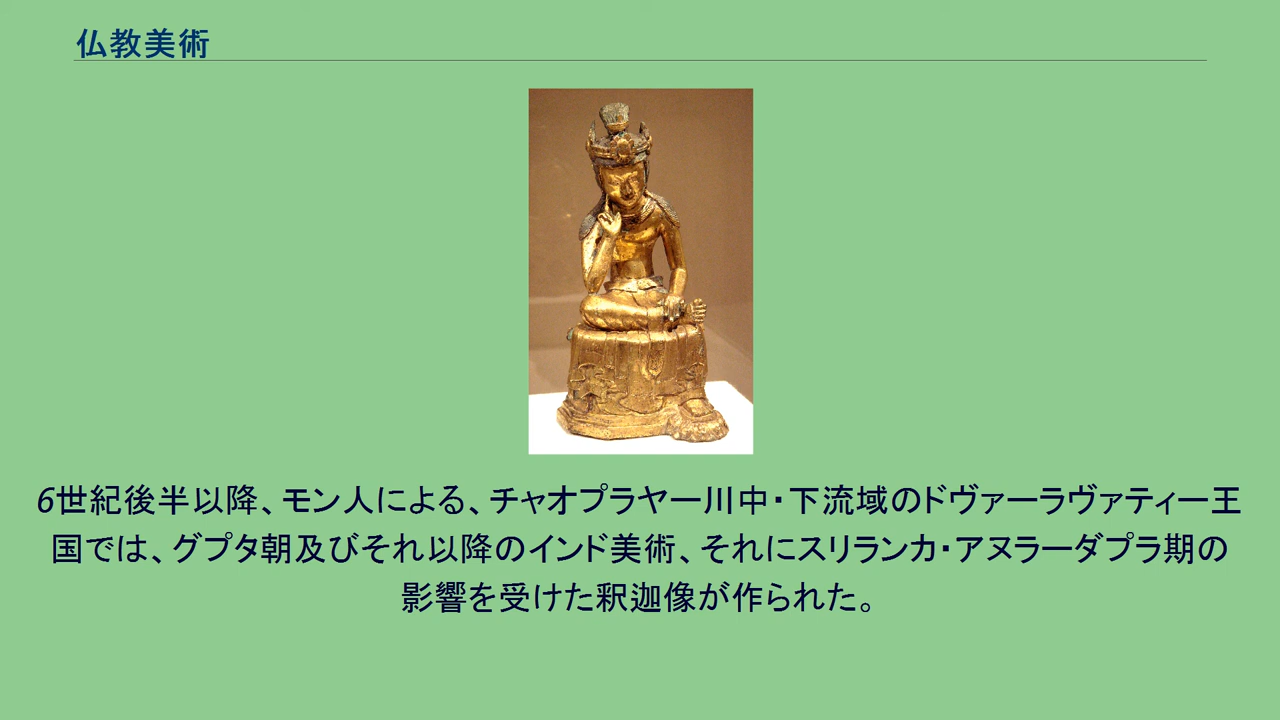 仏教美術
6世紀後半以降、モン人による、チャオプラヤー川中・下流域のドヴァーラヴァティー王
国では、グプタ朝及びそれ以降のインド美術、それにスリランカ・アヌラーダプラ期の
影響を受けた釈迦像が作られた。